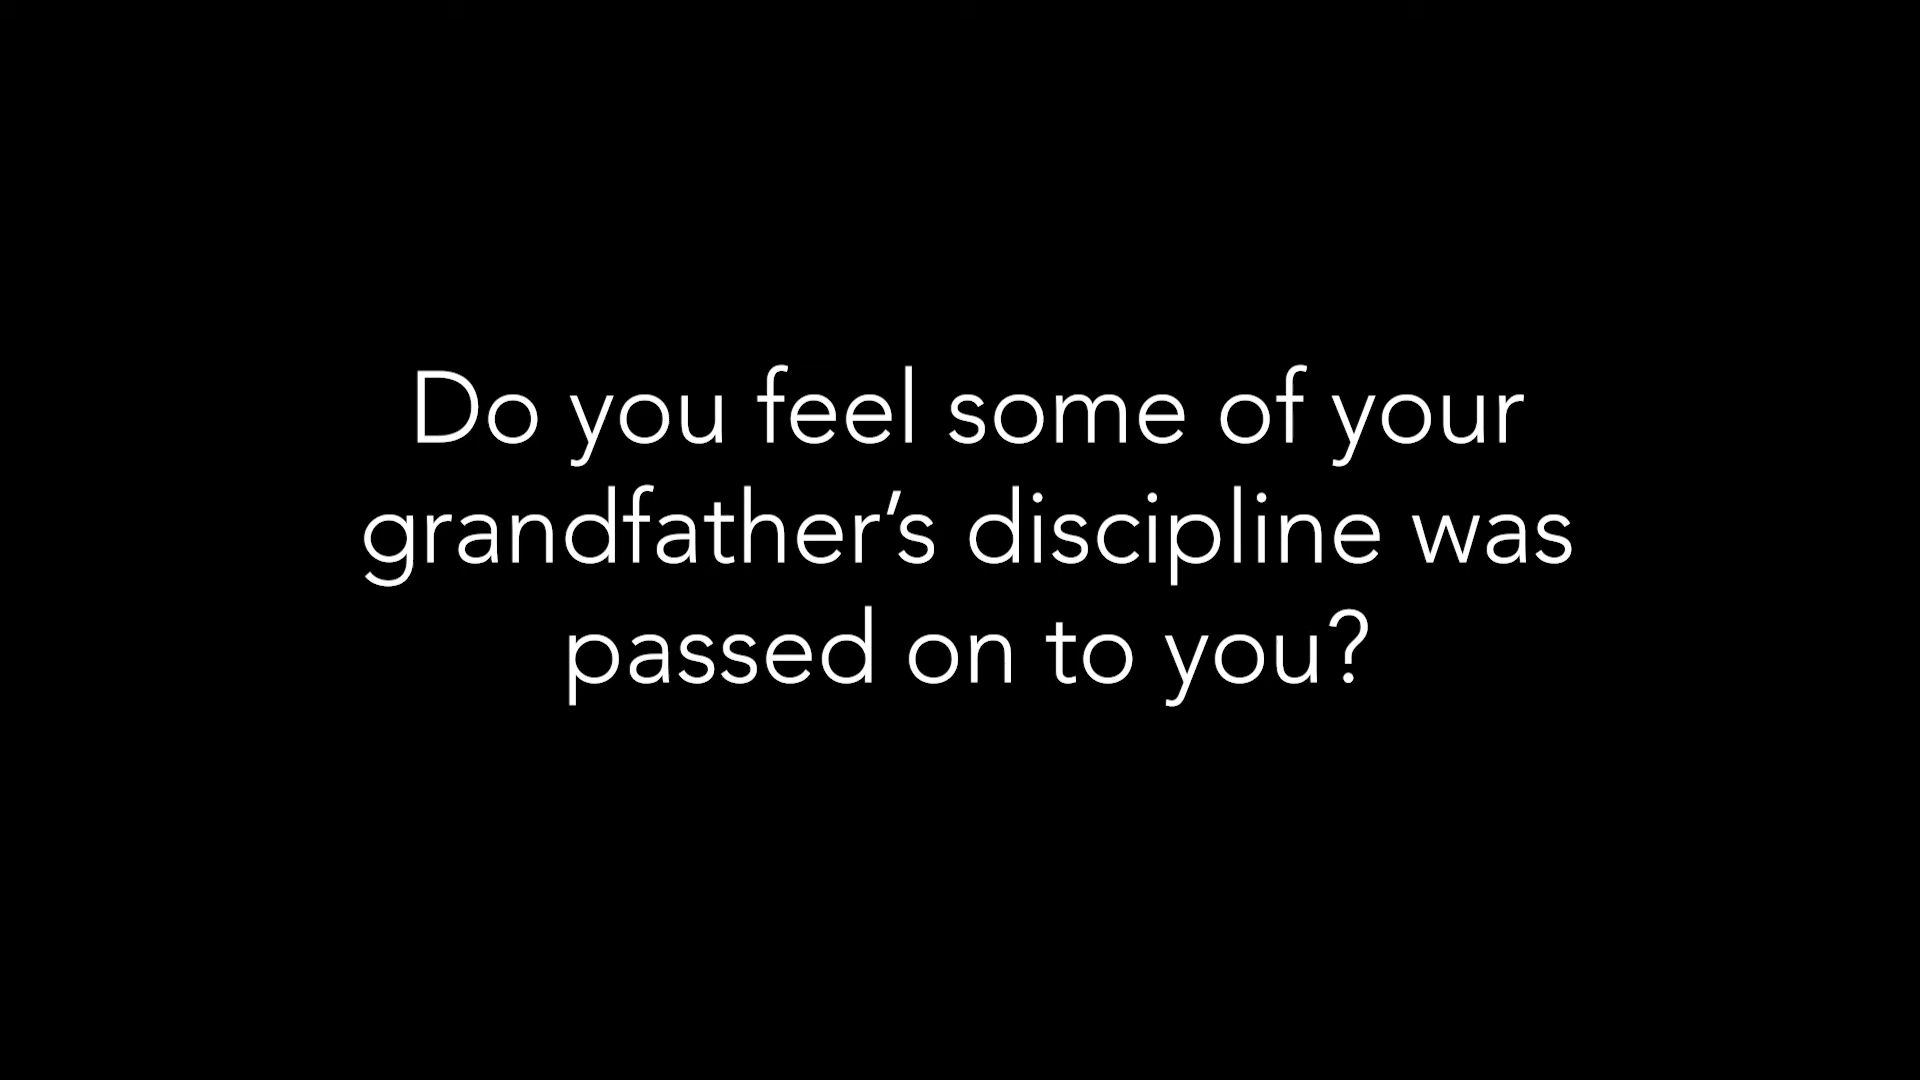 Do you feel some of your
grandfather’s discipline was
passed on to you?